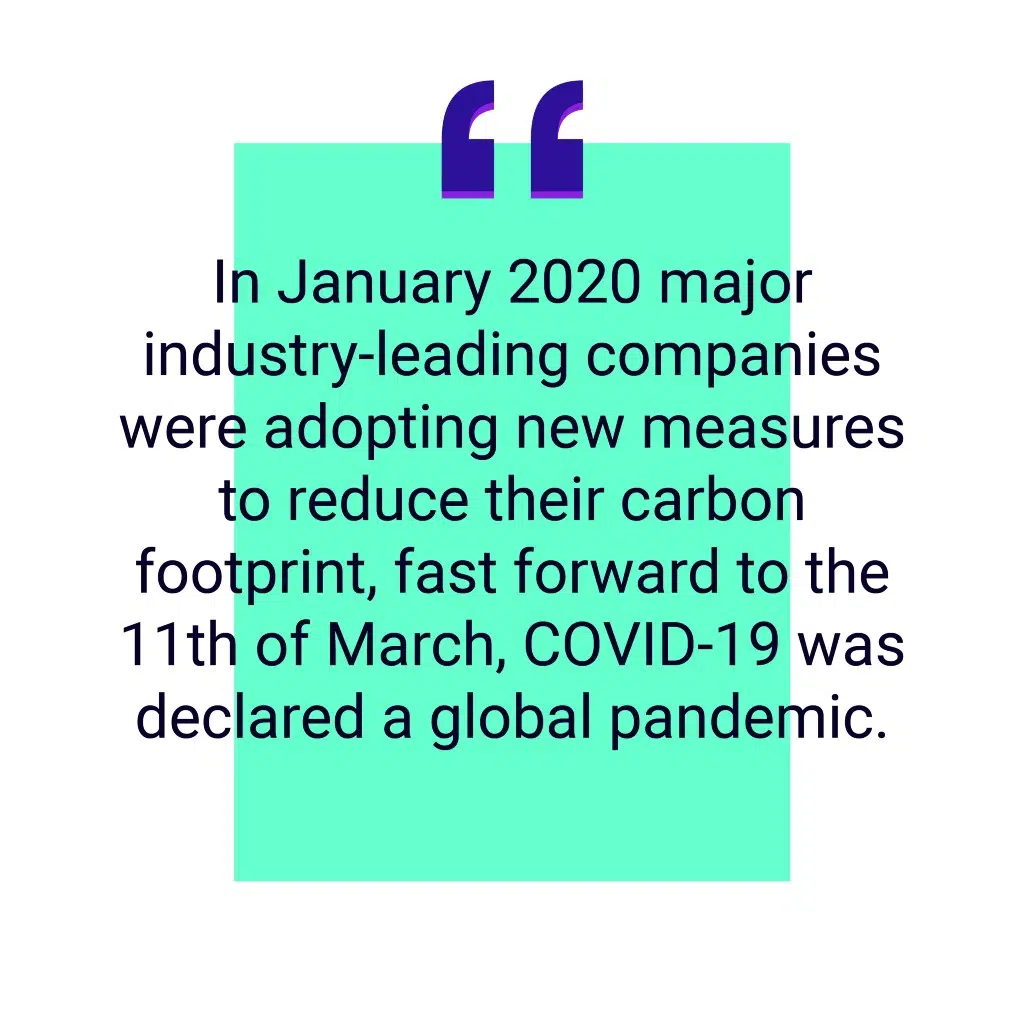 In January 2020 major
industry-leading companies
were adopting new measures
to reduce their carbon
footprint, fast forward to the
11th of March, COVID-19 was
declared a global pandemic.